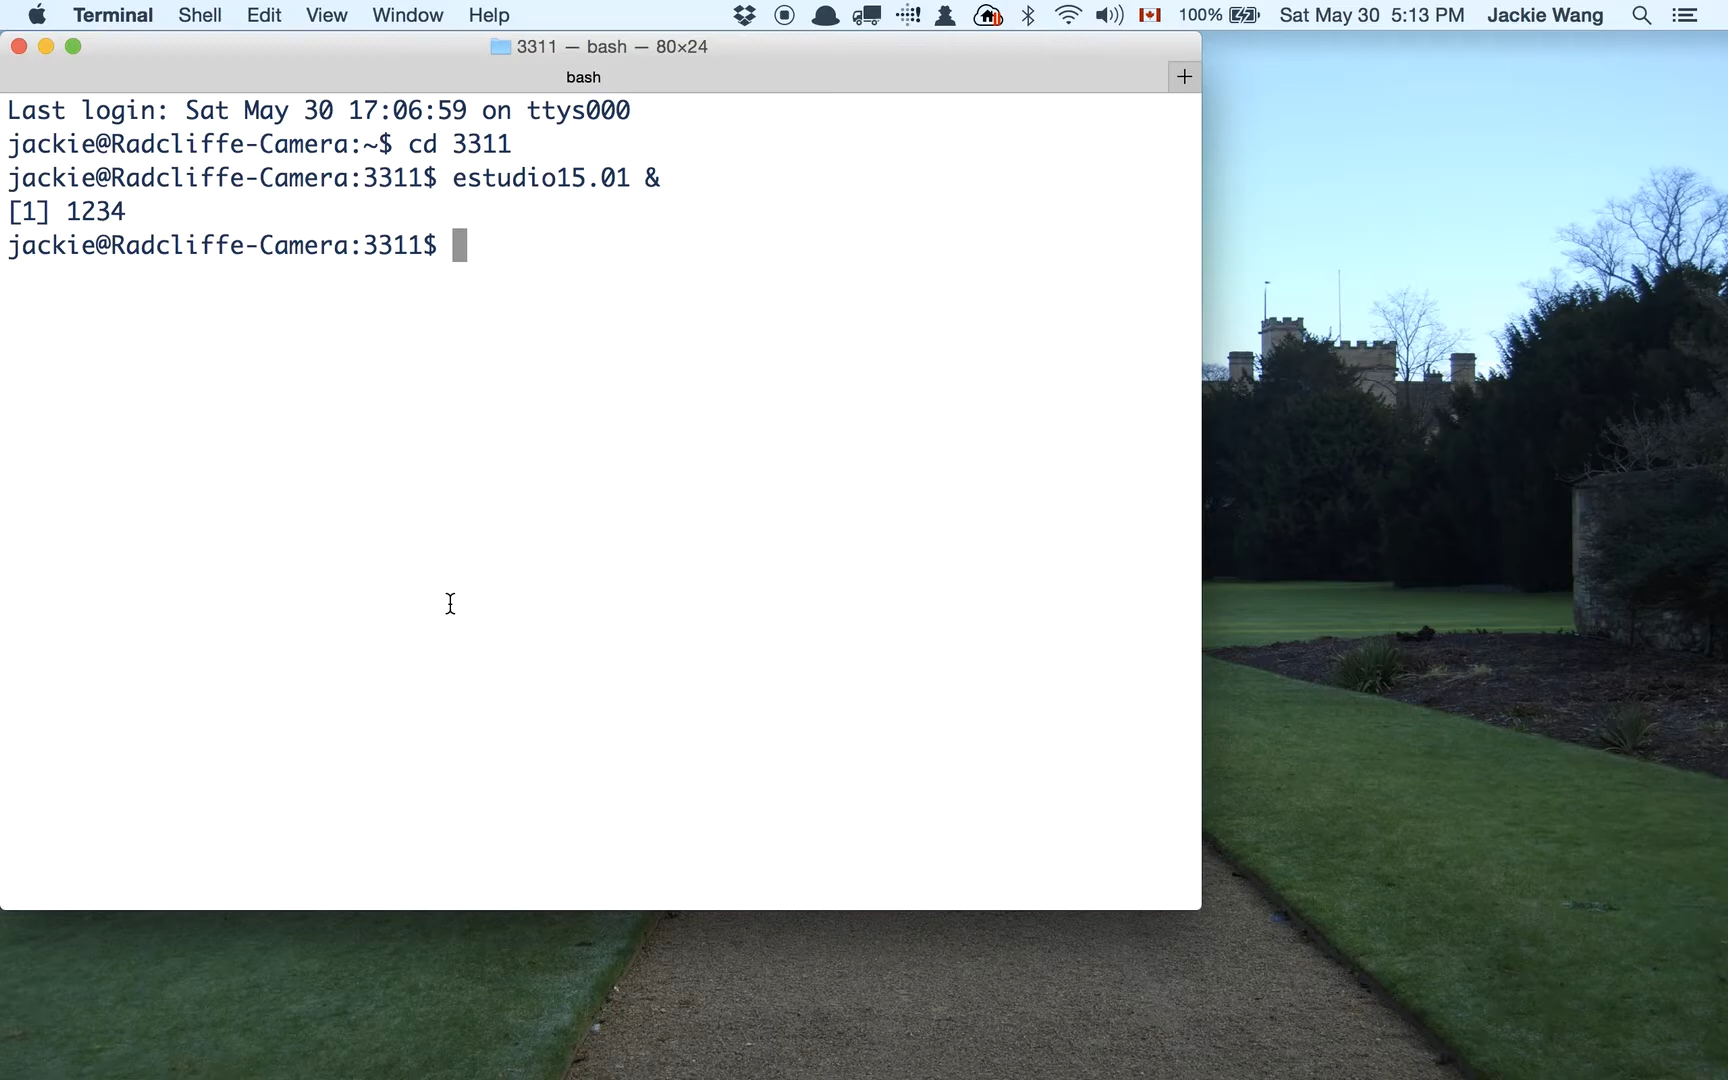 Terminal Shell Edit View Window Help 100% Sat May 30 5:13 PM Jackie Wang
3311 — bash — 80×24
bash
Last login: Sat May 30 17:06:59 on ttys000
jackie@Radcliffe-Camera:~$ cd 3311
jackie@Radcliffe-Camera:3311$ estudio15.01 &
[1] 1234
jackie@Radcliffe-Camera:3311$